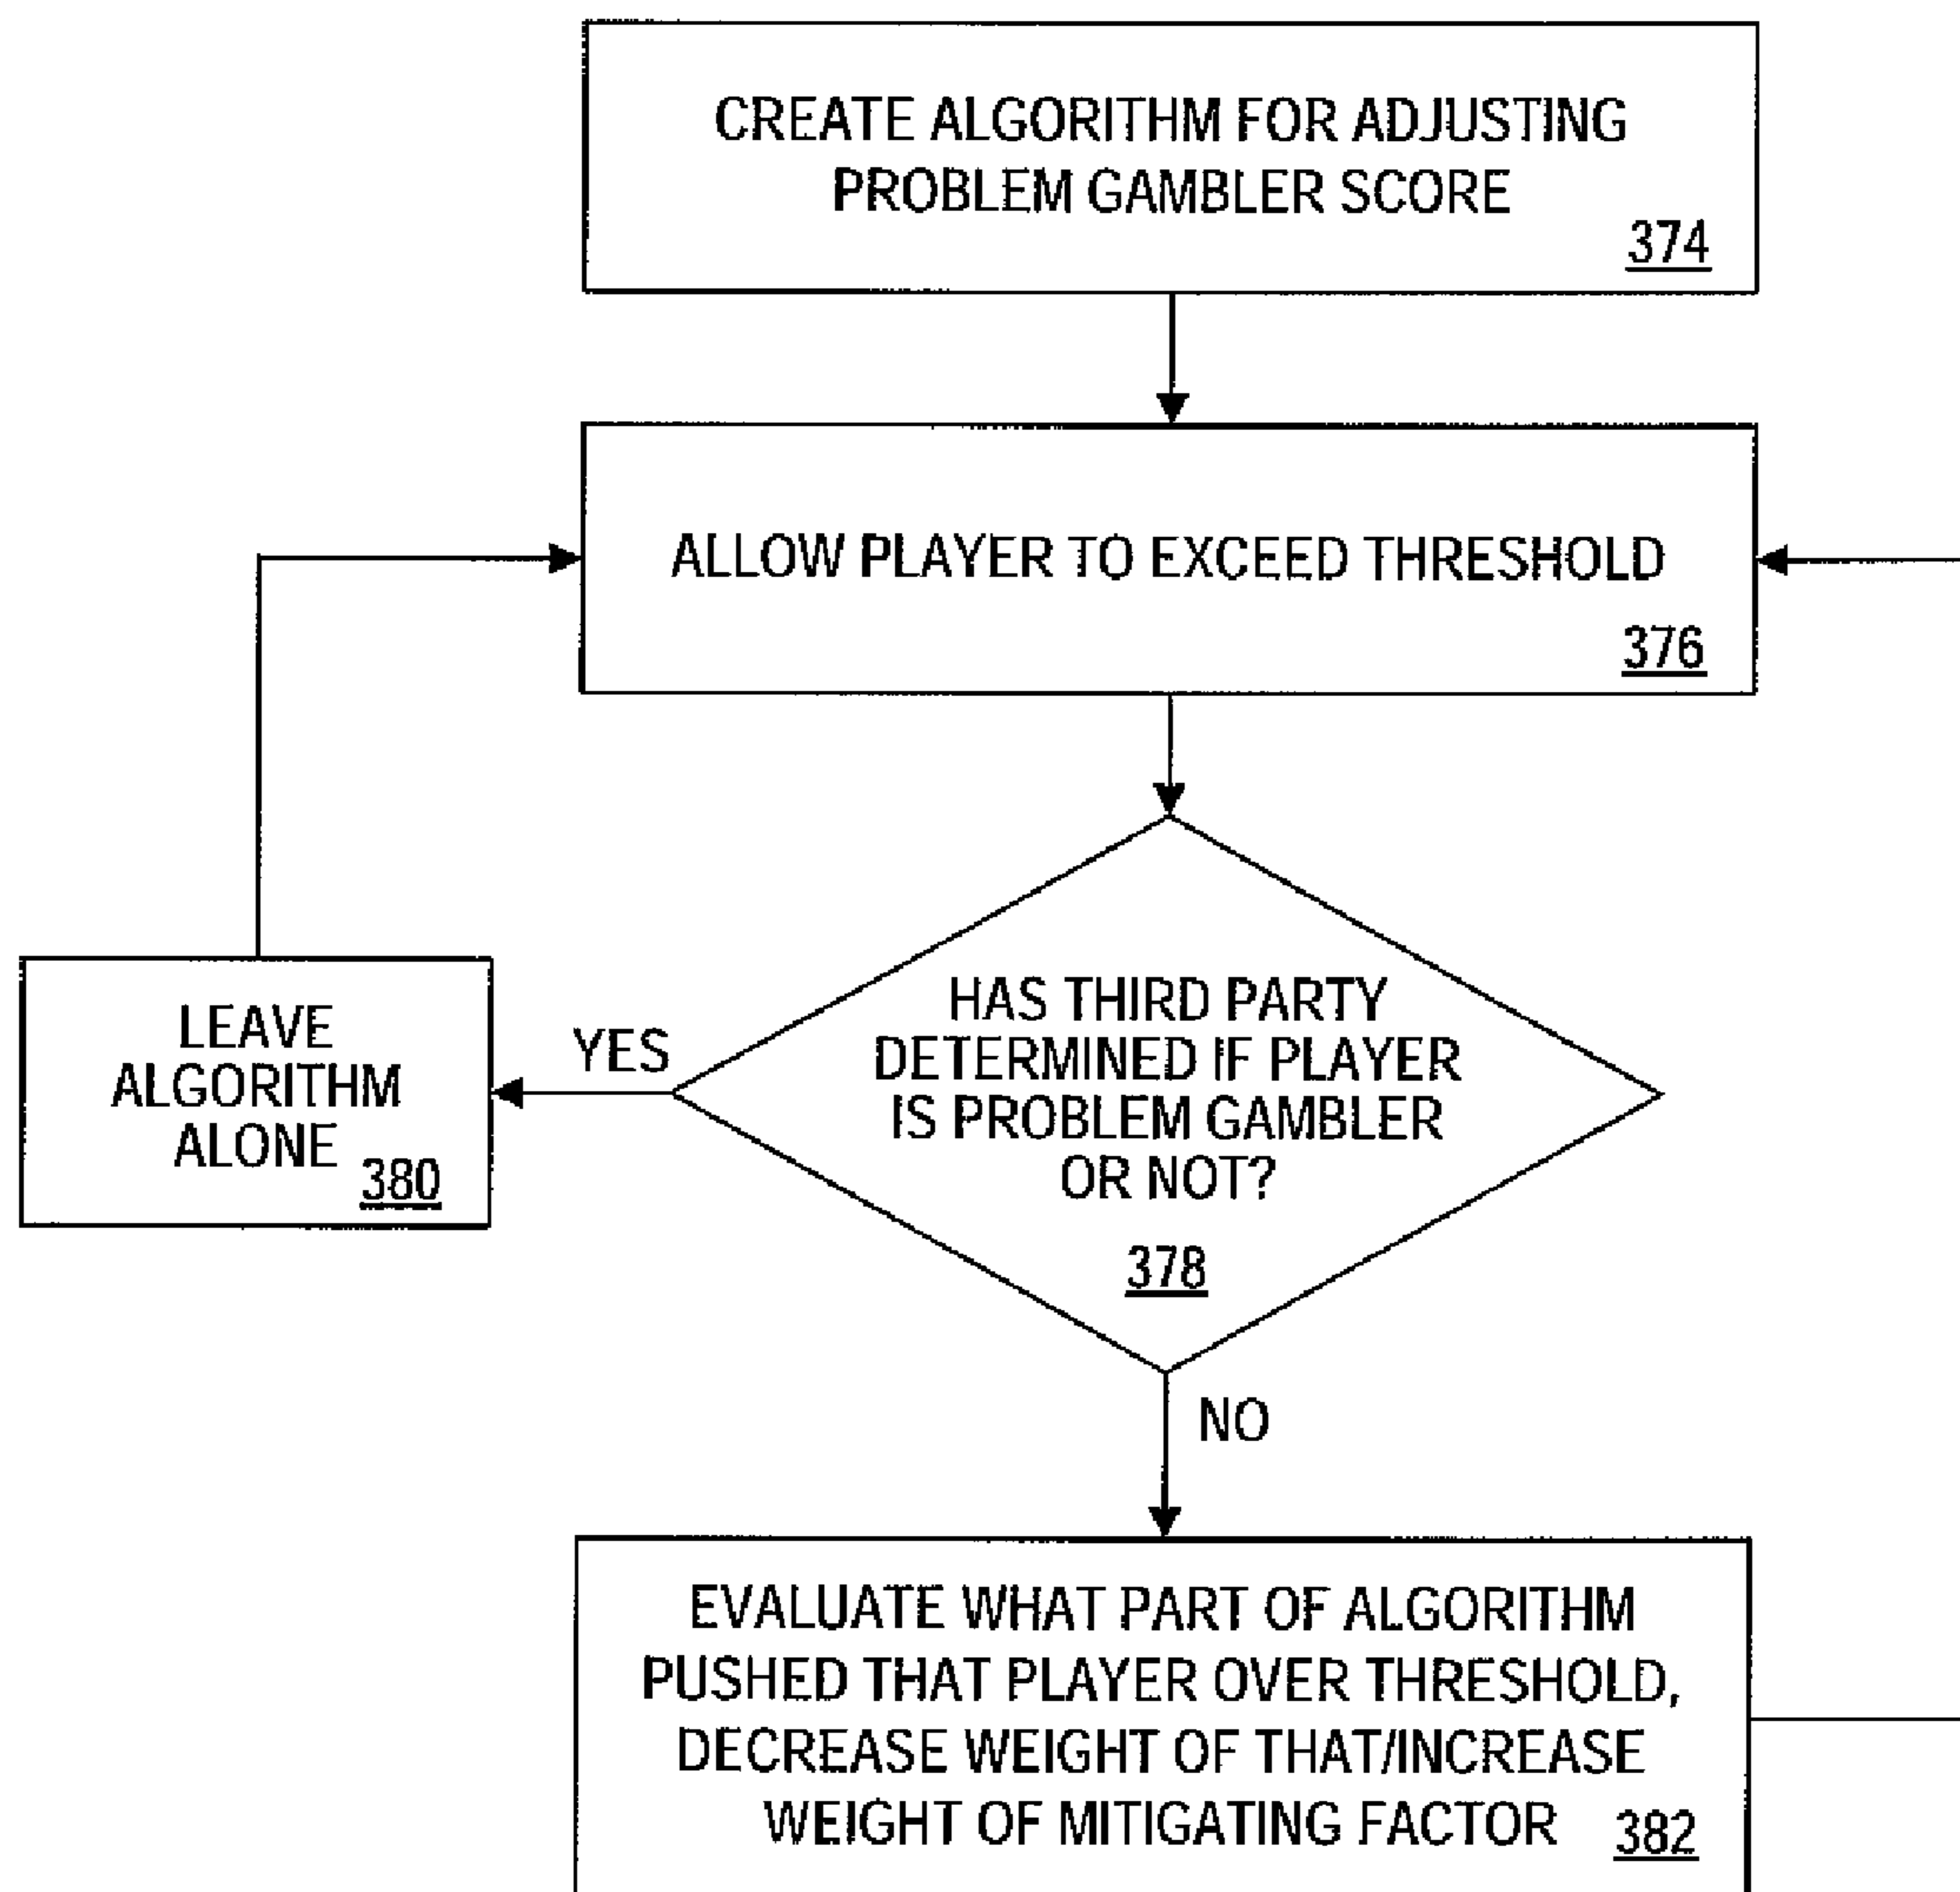 CREATE ALGORITHM FOR ADJUSTING
PROBLEM GAMBLER SCORE
374
ALLOW PLAYER TO EXCEED THRESHOLD
376
HAS THIRD PARTY
DETERMINED IF PLAYER
IS PROBLEM GAMBLER
OR NOT?
378
YES
LEAVE
ALGORITHM
ALONE
380
NO
EVALUATE WHAT PART OF ALGORITHM
PUSHED THAT PLAYER OVER THRESHOLD,
DECREASE WEIGHT OF THAT/INCREASE
WEIGHT OF MITIGATING FACTOR
382